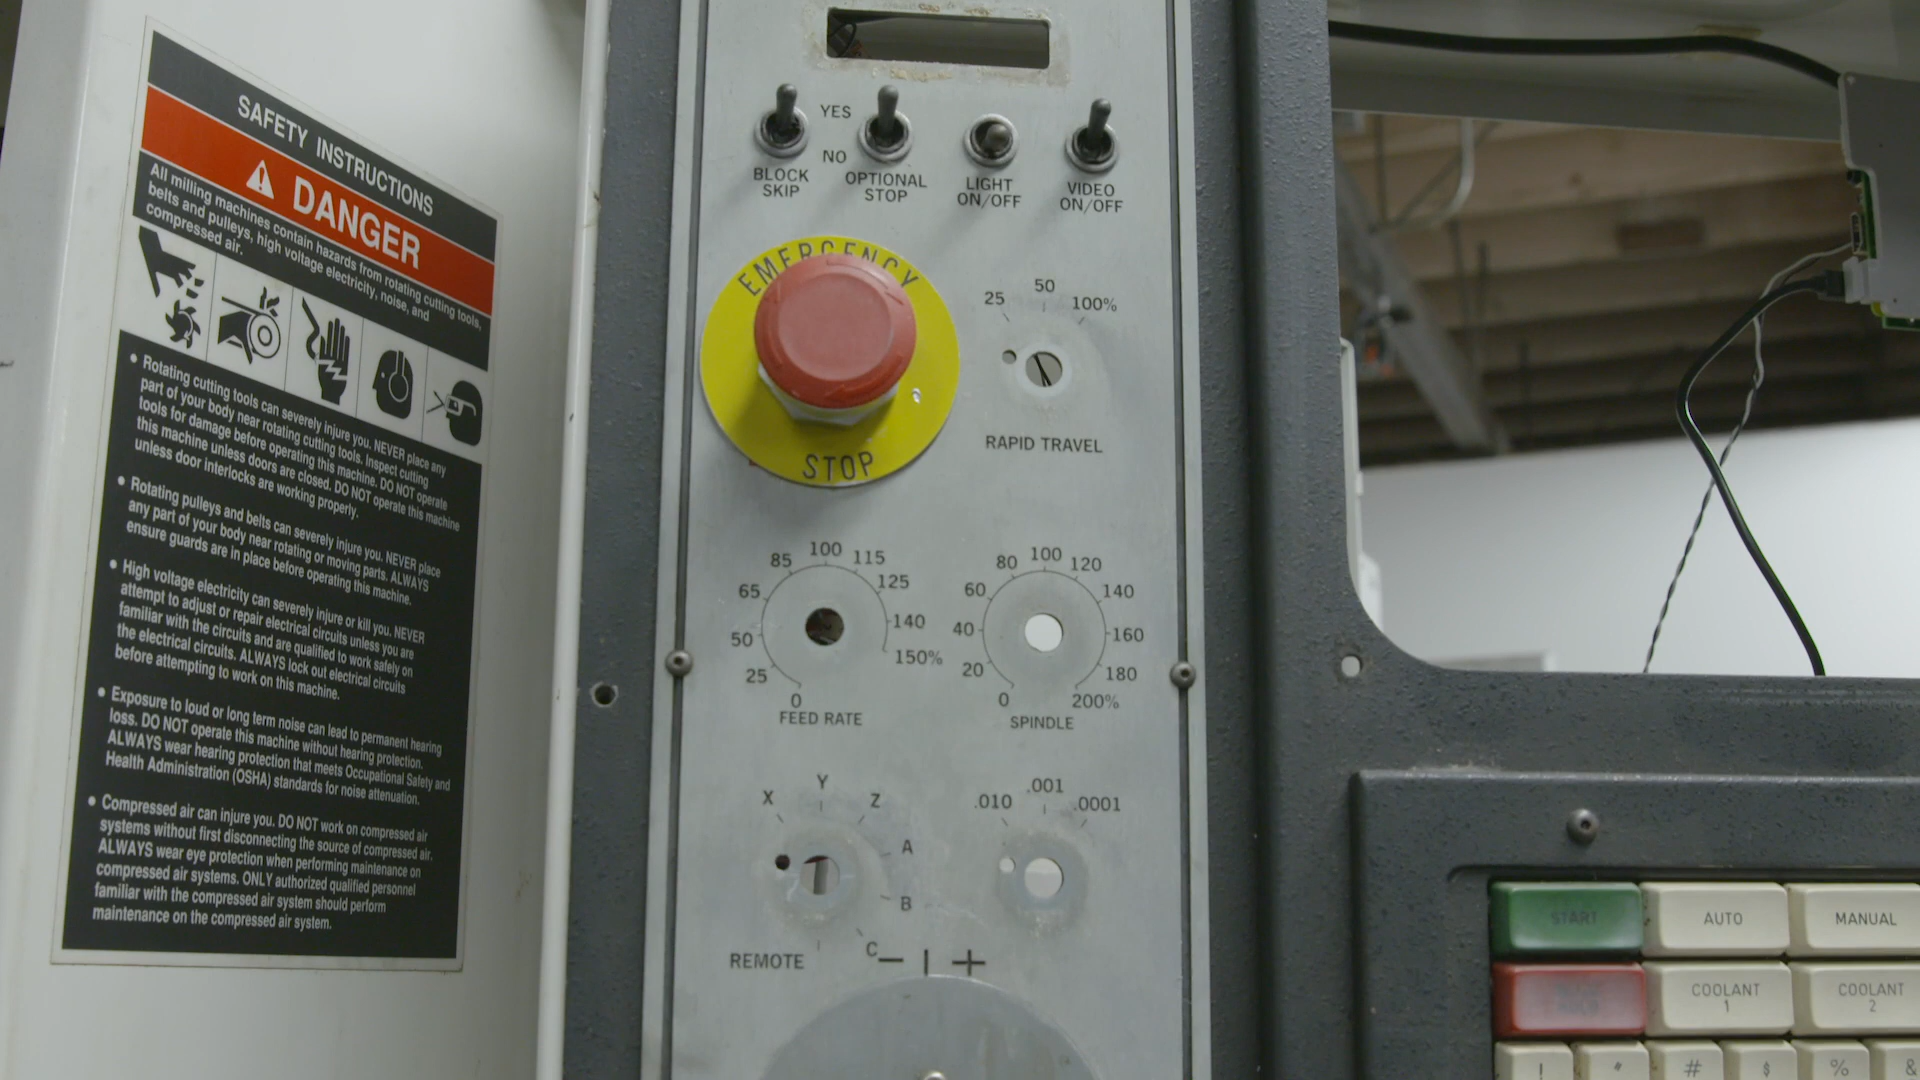 SAFETY INSTRUCTIONS
DANGER
All milling machines contain hazards from rotating cutting tools,
belts and pulleys, high voltage electricity, noise, and
compressed air.
• Rotating cutting tools can severely injure you. NEVER place any
part of your body near rotating cutting tools. Inspect cutting
tools for damage before operating this machine. DO NOT operate
this machine unless doors are closed. DO NOT operate this machine
unless door interlocks are working properly.
• Rotating pulleys and belts can severely injure you. NEVER place
any part of your body near rotating or moving parts. ALWAYS
ensure guards are in place before operating this machine.
• High voltage electricity can severely injure or kill you. NEVER
attempt to adjust or repair electrical circuits unless you are
familiar with the circuits and are qualified to work safely on
the electrical circuits. ALWAYS lock out electrical circuits
before attempting to work on this machine.
• Exposure to loud or long term noise can lead to permanent hearing
loss. DO NOT operate this machine without hearing protection.
ALWAYS wear hearing protection that meets Occupational Safety and
Health Administration (OSHA) standards for noise attenuation.
• Compressed air can injure you. DO NOT work on compressed air
systems without first disconnecting the source of compressed air.
ALWAYS wear eye protection when performing maintenance on
compressed air systems. ONLY authorized qualified personnel
familiar with the compressed air system should perform
maintenance on the compressed air system.
YES
NO
BLOCK
SKIP
OPTIONAL
STOP
LIGHT
ON/OFF
VIDEO
ON/OFF
EMERGENCY
STOP
25 50 100%
RAPID TRAVEL
0 25 50 65 85 100 115 125 140 150%
FEED RATE
0 20 40 60 80 100 120 140 160 180 200%
SPINDLE
X Y Z A B C
REMOTE
.010 .001 .0001
− | +
START AUTO MANUAL
COOLANT
1
COOLANT
2
! " # $ % &